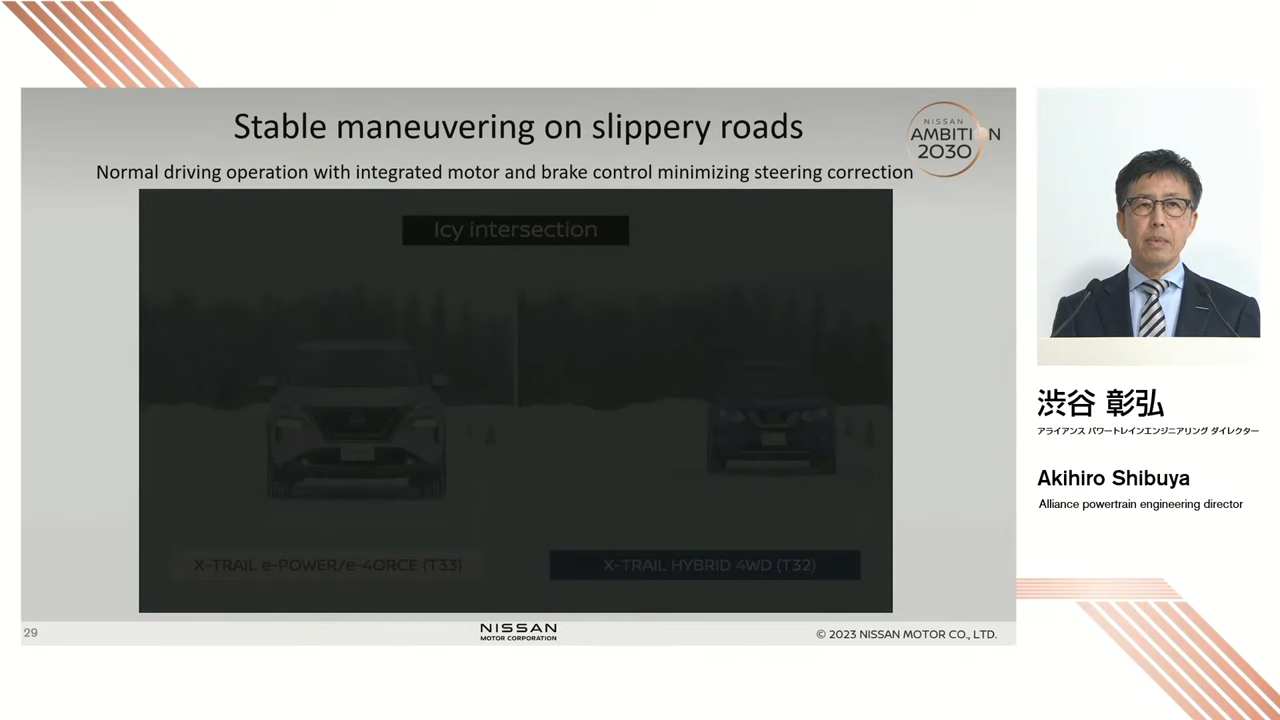 Stable maneuvering on slippery roads
NISSAN
AMBITION
2030
Normal driving operation with integrated motor and brake control minimizing steering correction
Icy intersection
X-TRAIL e-POWER/e-4ORCE (T33)
X-TRAIL HYBRID 4WD (T32)
29
NISSAN
MOTOR CORPORATION
© 2023 NISSAN MOTOR CO., LTD.
渋谷 彰弘
アライアンス パワートレインエンジニアリング ダイレクター
Akihiro Shibuya
Alliance powertrain engineering director